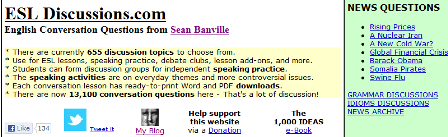 ESL Discussions.com
English Conversation Questions from Sean Banville
* There are currently 655 discussion topics to choose from.
* Use for ESL lessons, speaking practice, debate clubs, lesson add-ons, and more.
* Students can form discussion groups for independent speaking practice.
* The speaking activities are on everyday themes and more controversial issues.
* Each conversation lesson has ready-to-print Word and PDF downloads.
* There are now 13,100 conversation questions here - That's a lot of discussion!
Like 134
Tweet it
My Blog
Help support
this website
via a Donation
The
1,000 IDEAS
e-Book
NEWS QUESTIONS
Rising Prices
A Nuclear Iran
A New Cold War?
Global Financial Crisis
Barack Obama
Somalia Pirates
Swine Flu
GRAMMAR DISCUSSIONS
IDIOMS DISCUSSIONS
NEWS ARCHIVE